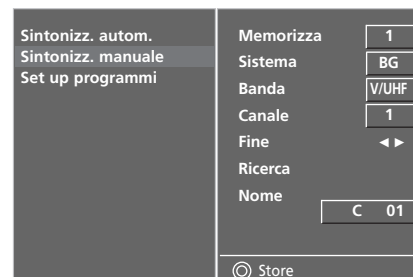 Sintonizz. autom.
Sintonizz. manuale
Set up programmi
Memorizza 1
Sistema BG
Banda V/UHF
Canale 1
Fine ◄ ►
Ricerca
Nome
C 01
Store